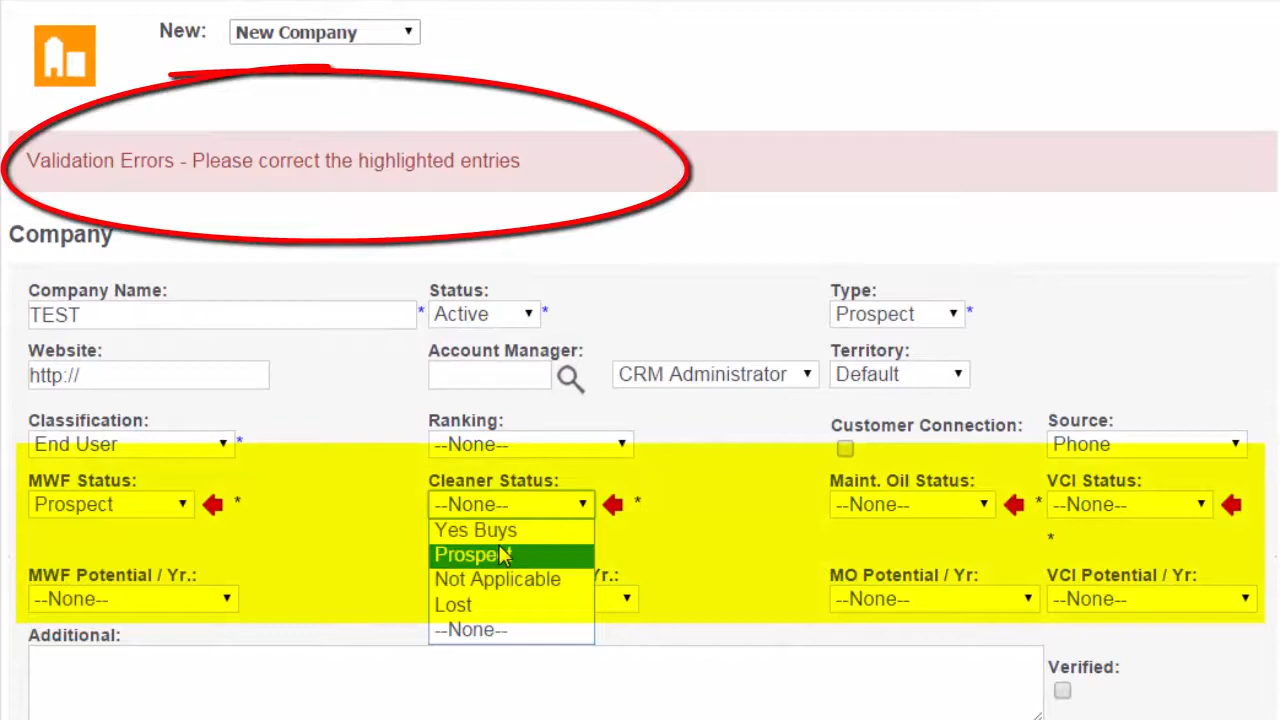 New: New Company
Validation Errors - Please correct the highlighted entries
Company
Company Name: Status: Type:
TEST * Active * Prospect *
Website: Account Manager: Territory:
http:// CRM Administrator Default
Classification: Ranking: Customer Connection: Source:
End User * --None-- Phone
MWF Status: Cleaner Status: Maint. Oil Status: VCI Status:
Prospect * --None-- * --None-- * --None--
Yes Buys
*
Prospect
MWF Potential / Yr.: Not Applicable Yr.: MO Potential / Yr: VCI Potential / Yr:
--None-- Lost --None-- --None--
--None--
Additional:
Verified: